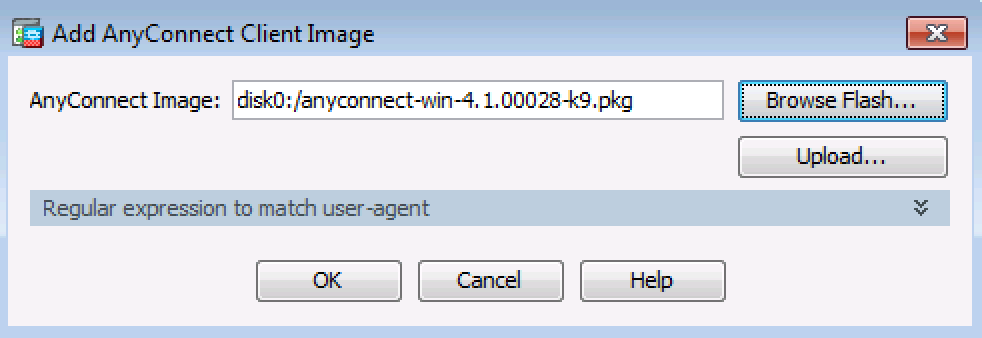 Add AnyConnect Client Image
AnyConnect Image: disk0:/anyconnect-win-4.1.00028-k9.pkg Browse Flash...
Upload...
Regular expression to match user-agent
OK Cancel Help